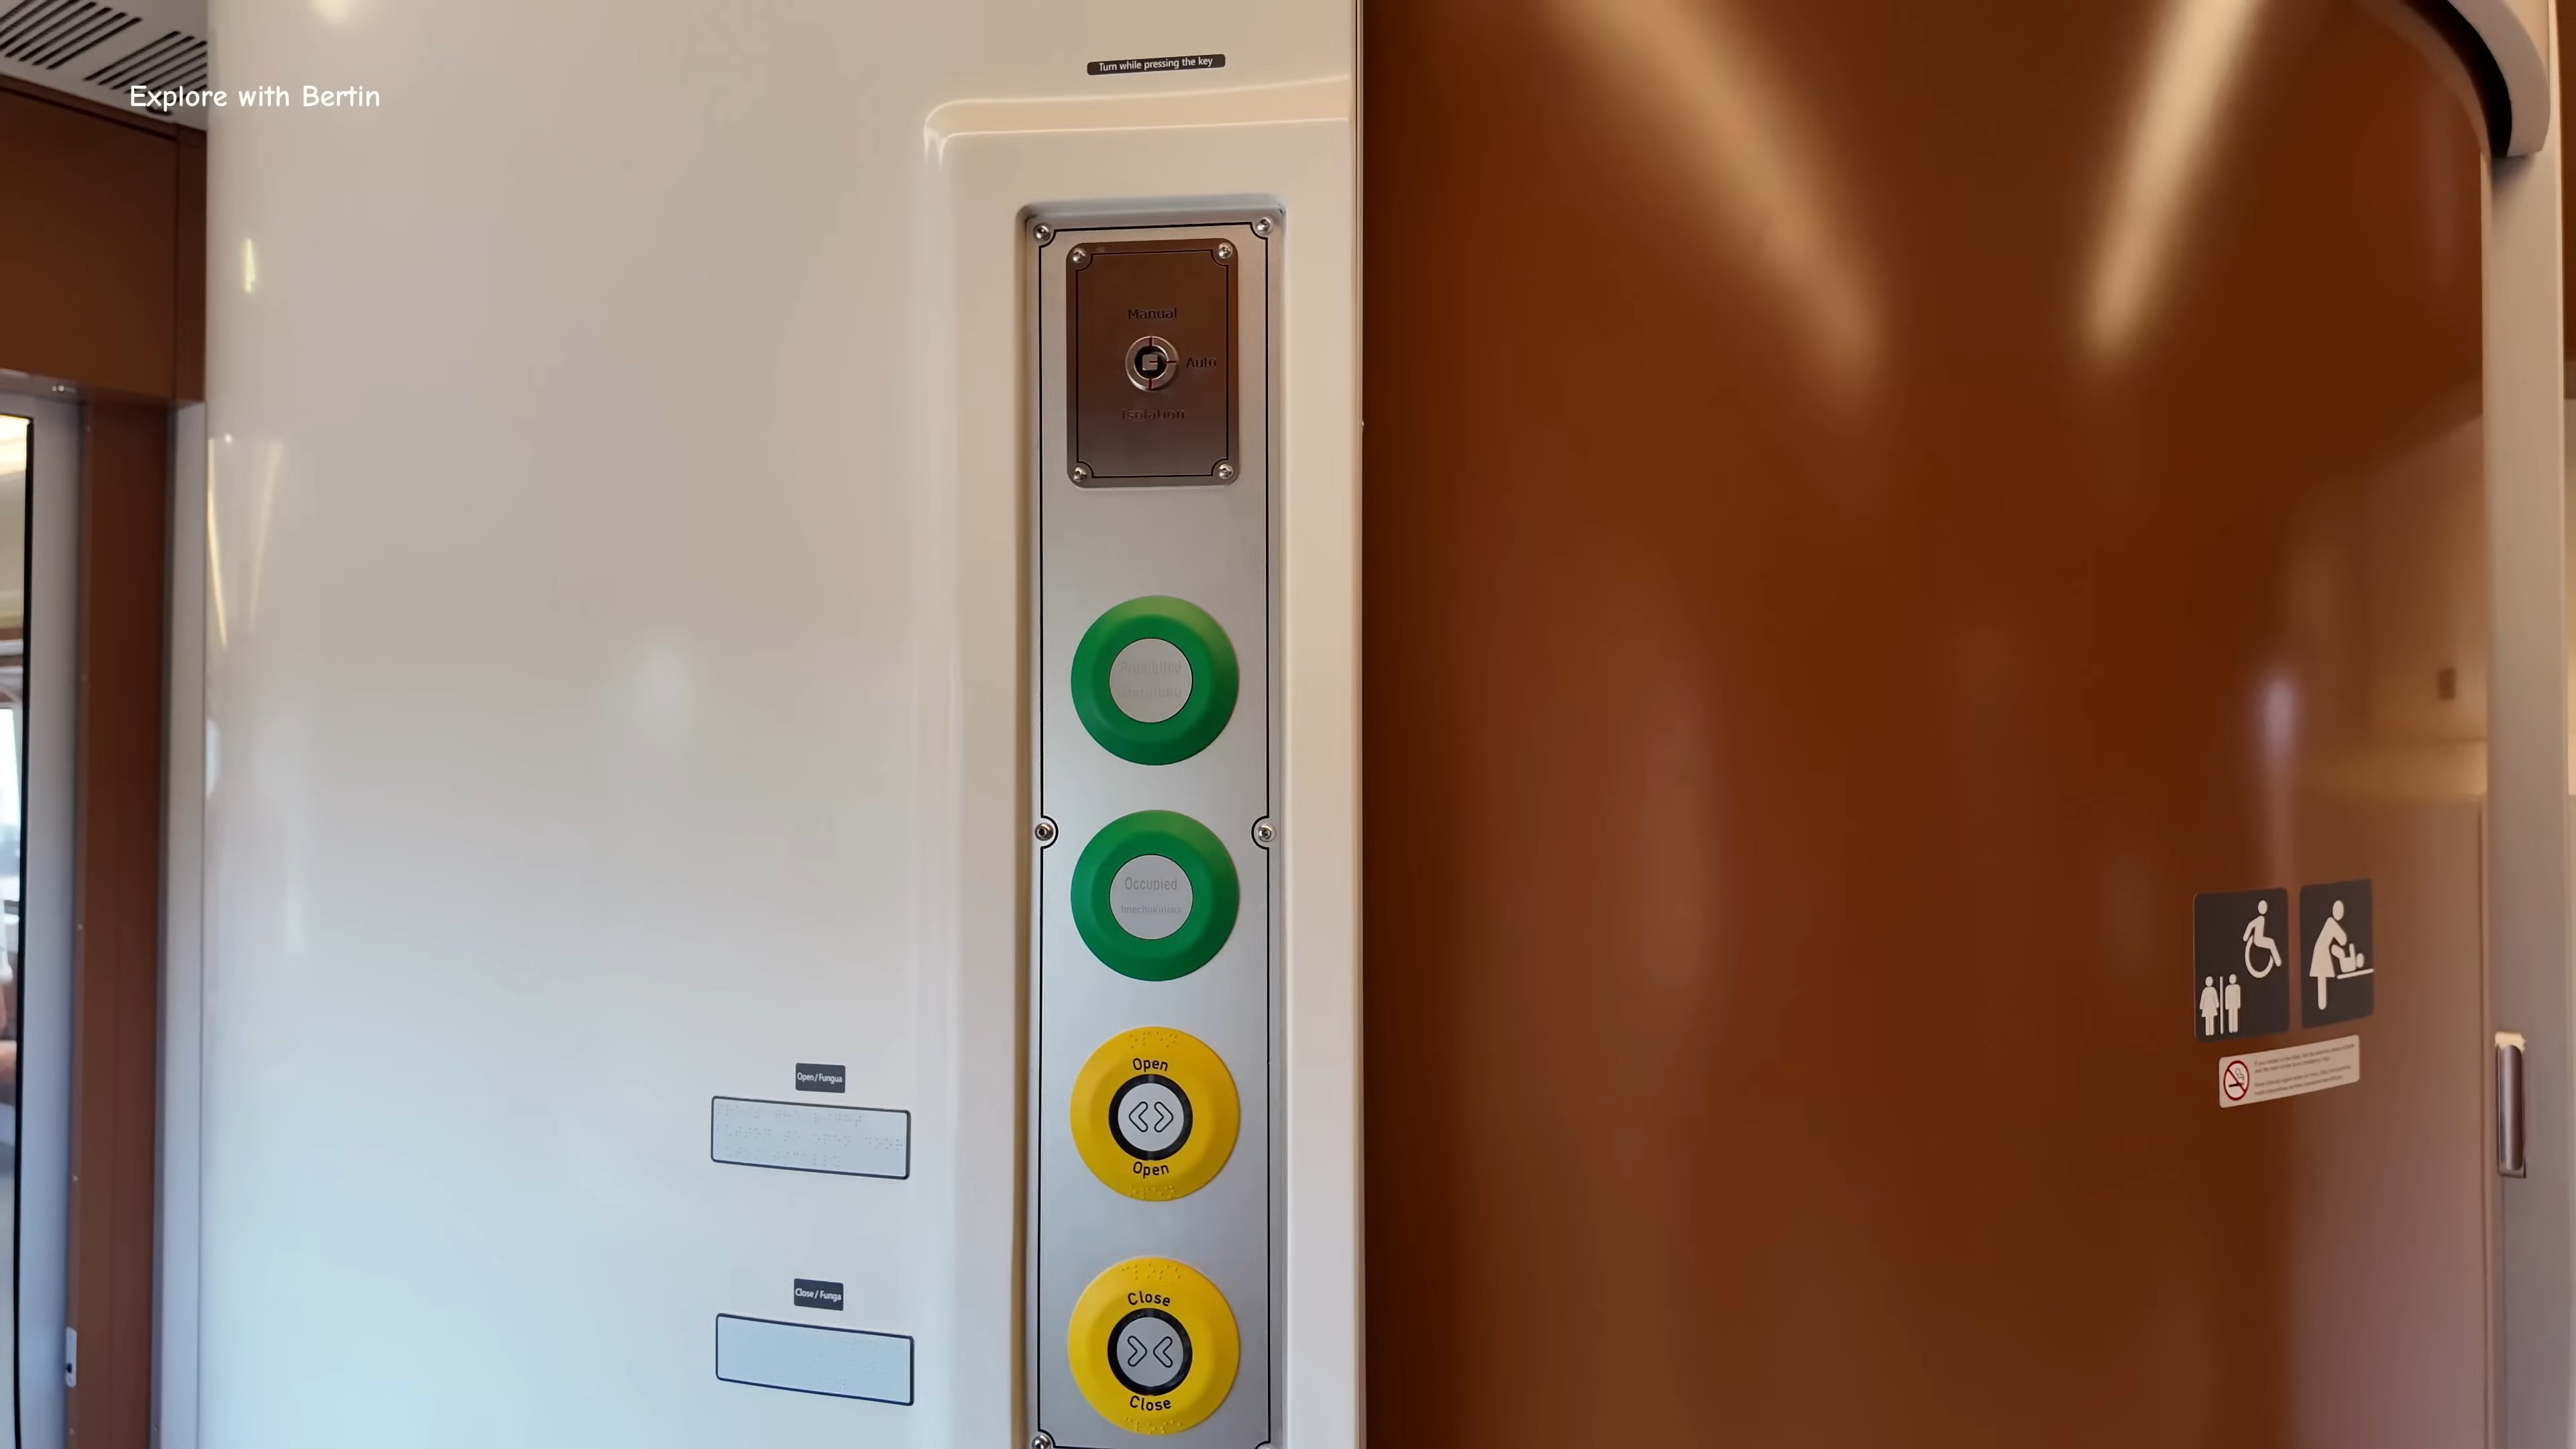 Turn while pressing the key
Explore with Bertin
Manual
Auto
Isolation
Prohibited
Occupied
Open / Fungua
Open
Open
Close / Funga
Close
Close